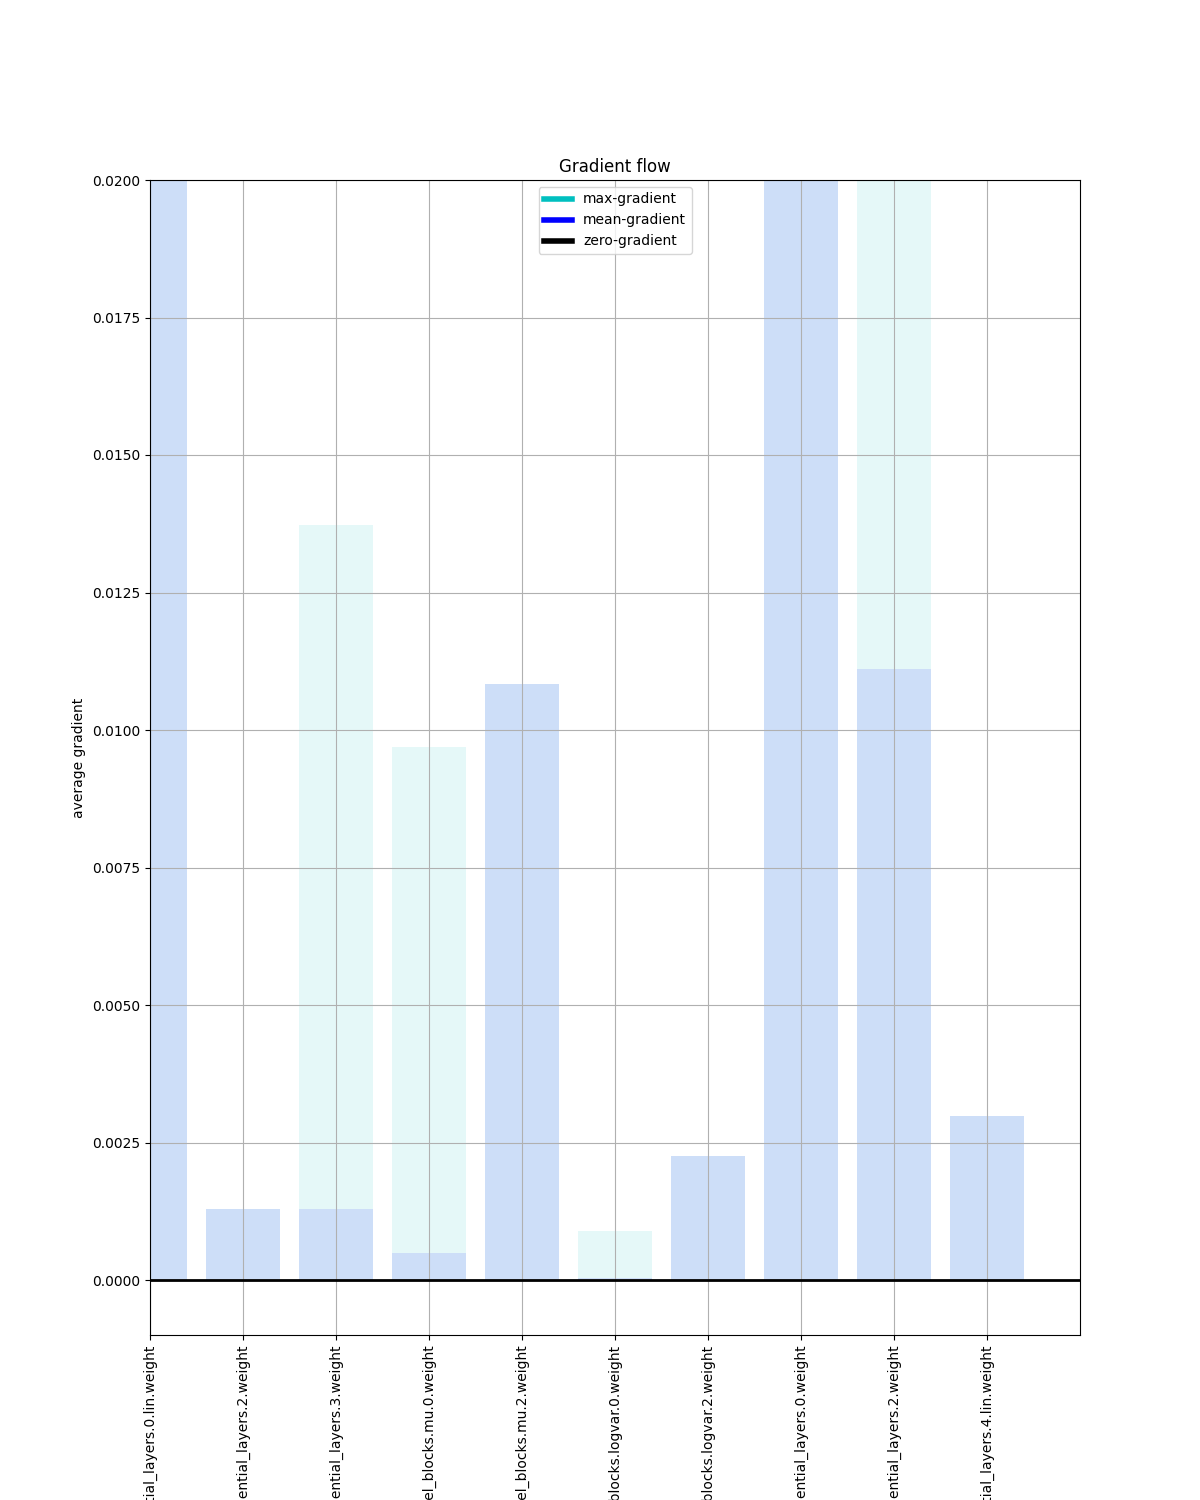 Gradient flow
max-gradient
mean-gradient
zero-gradient
0.0200
0.0175
0.0150
0.0125
0.0100
0.0075
0.0050
0.0025
0.0000
average gradient
tial_layers.0.lin.weight
ential_layers.2.weight
ential_layers.3.weight
el_blocks.mu.0.weight
el_blocks.mu.2.weight
blocks.logvar.0.weight
blocks.logvar.2.weight
ential_layers.0.weight
ential_layers.2.weight
tial_layers.4.lin.weight